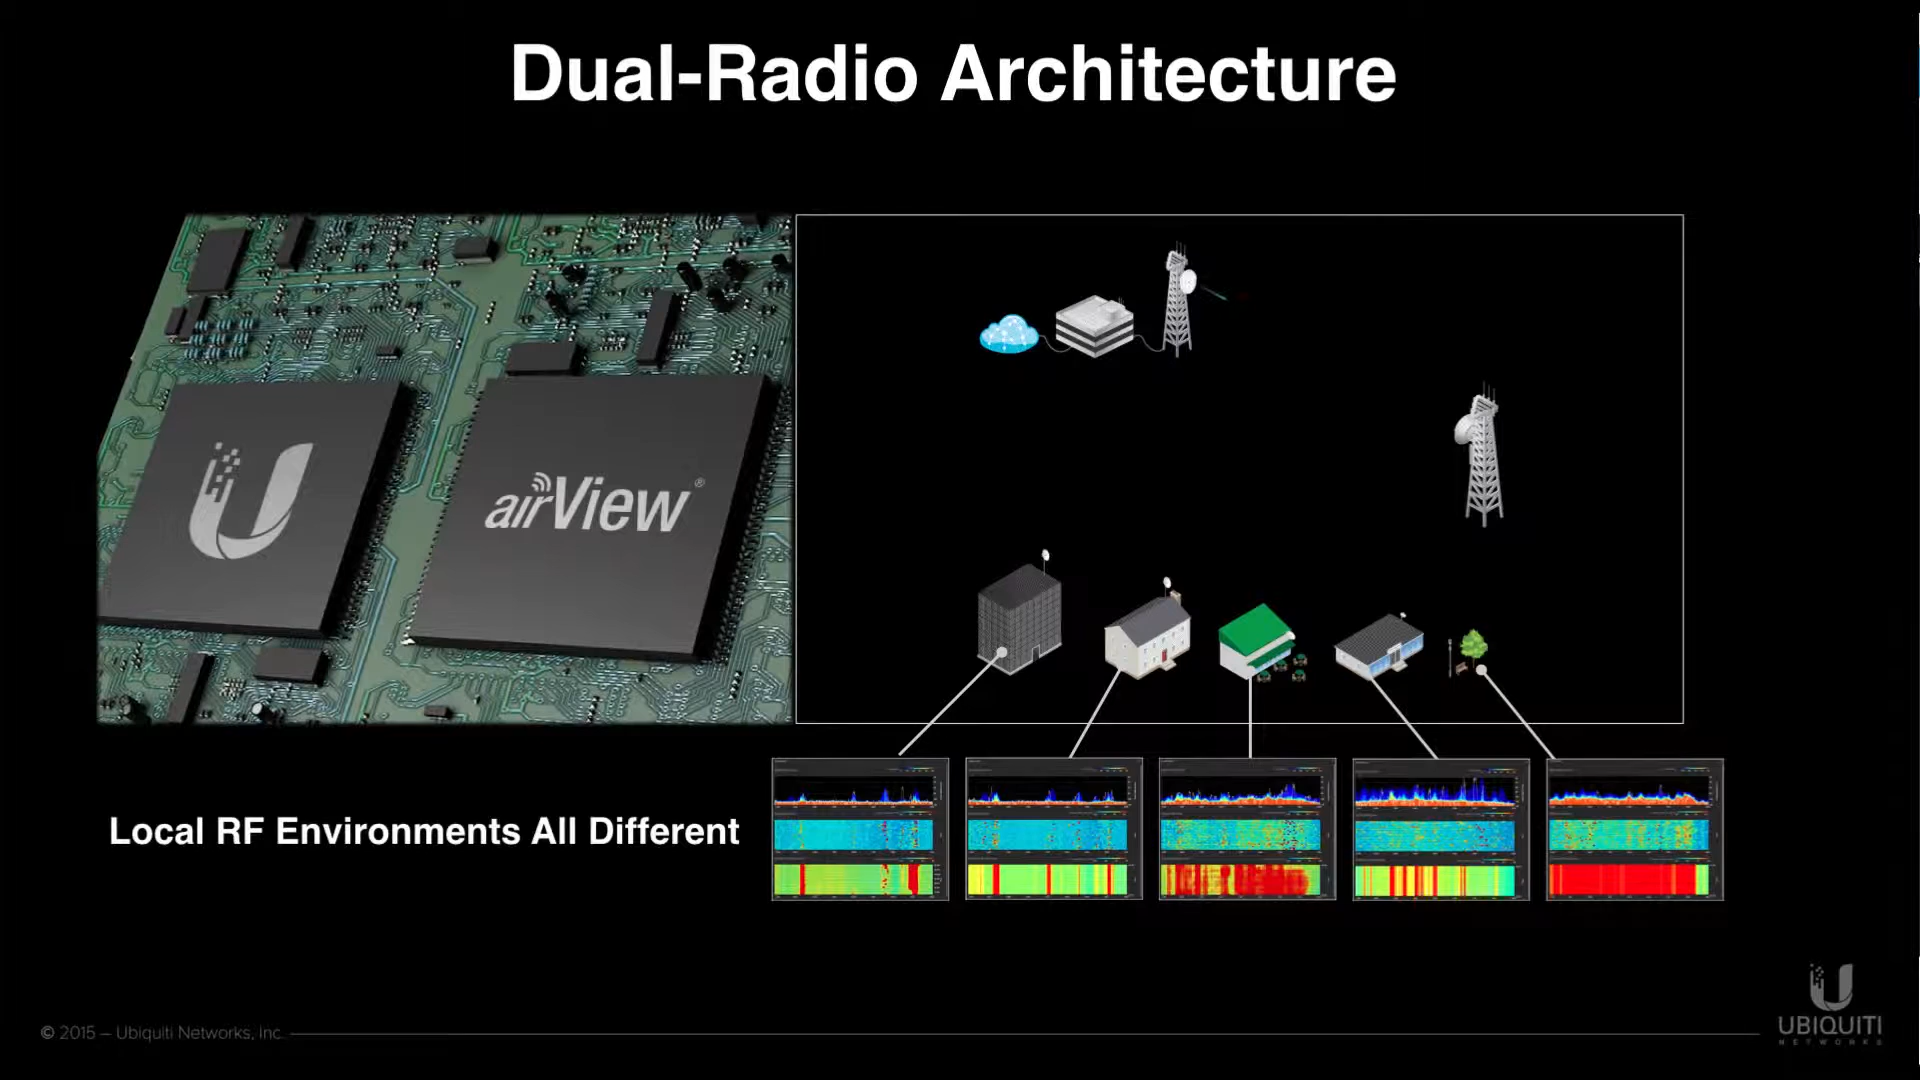 Dual-Radio Architecture
airView®
Local RF Environments All Different
© 2015 – Ubiquiti Networks, Inc.
UBIQUITI
NETWORKS